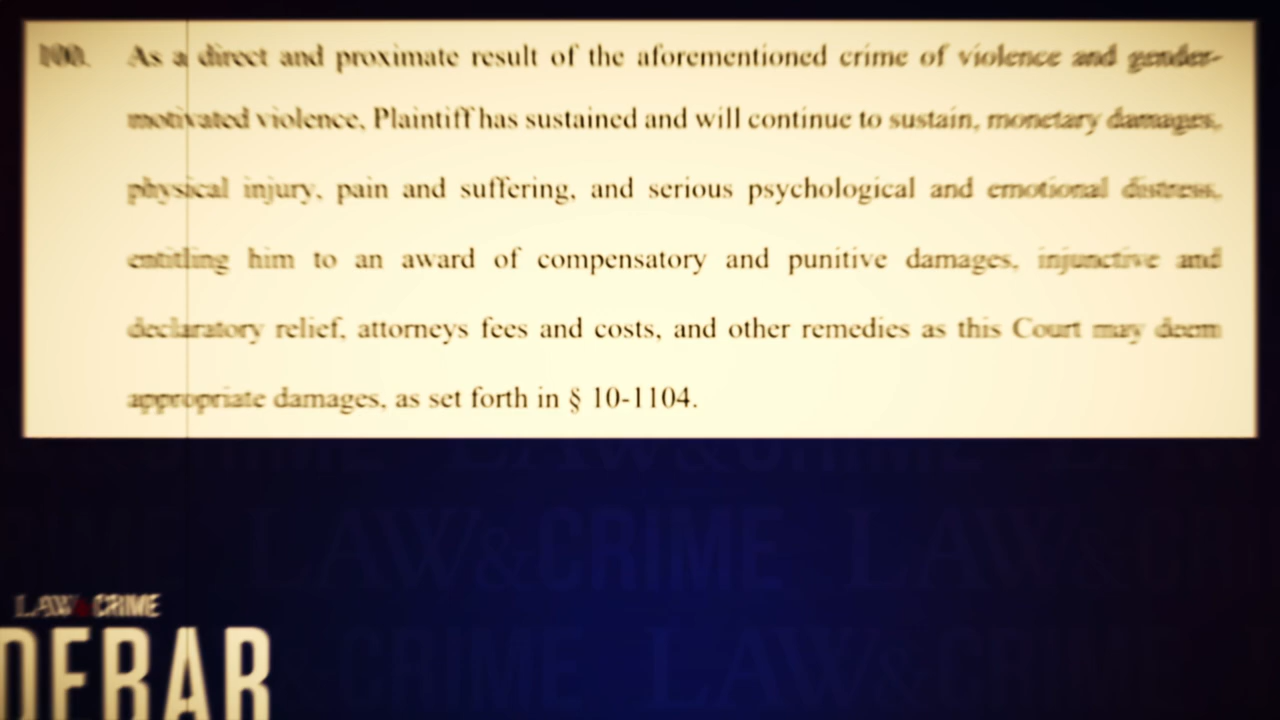 100. As a direct and proximate result of the aforementioned crime of violence and gender-
motivated violence, Plaintiff has sustained and will continue to sustain, monetary damages,
physical injury, pain and suffering, and serious psychological and emotional distress,
entitling him to an award of compensatory and punitive damages, injunctive and
declaratory relief, attorneys fees and costs, and other remedies as this Court may deem
appropriate damages, as set forth in § 10-1104.
LAW&CRIME
LAW & CRIME
DEBAR